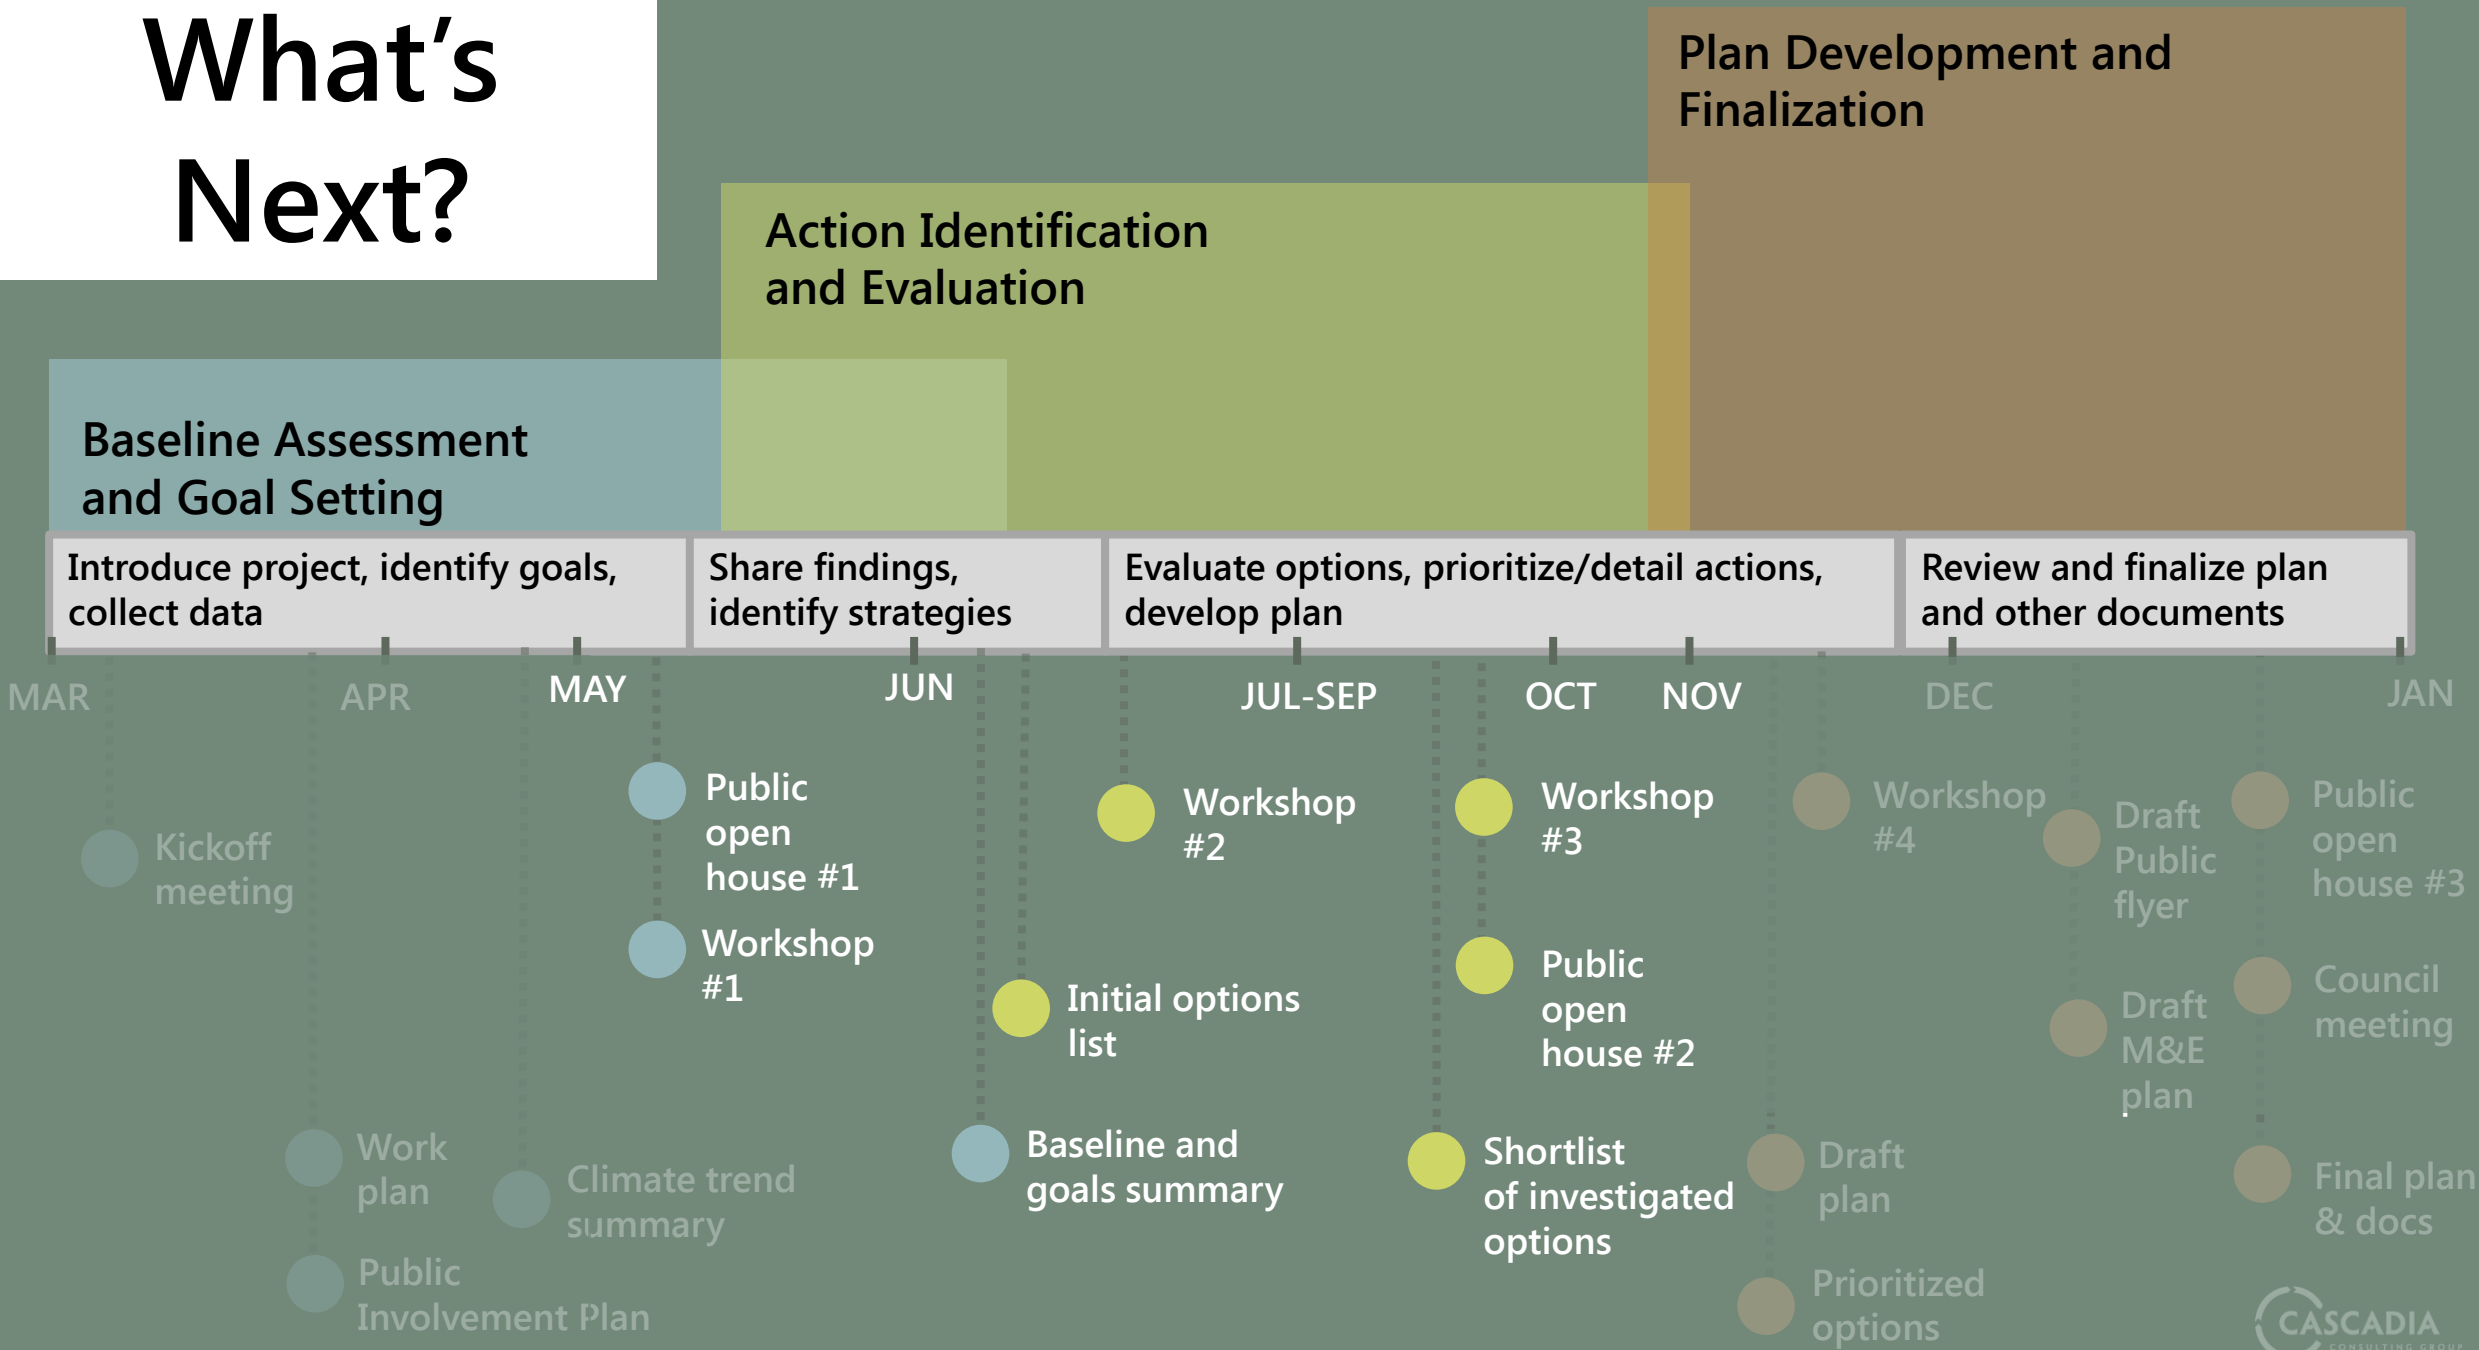 What's
Next?
Plan Development and
Finalization
Action Identification
and Evaluation
Baseline Assessment
and Goal Setting
Introduce project, identify goals,
collect data
Share findings,
identify strategies
Evaluate options, prioritize/detail actions,
develop plan
Review and finalize plan
and other documents
MAR
APR
MAY
JUN
JUL-SEP
OCT
NOV
DEC
JAN
Kickoff
meeting
Work
plan
Public
Involvement Plan
Climate trend
summary
Public
open
house #1
Workshop
#1
Baseline and
goals summary
Initial options
list
Workshop
#2
Shortlist
of investigated
options
Workshop
#3
Public
open
house #2
Draft
plan
Prioritized
options
Workshop
#4
Draft
Public
flyer
Draft
M&E
plan
Public
open
house #3
Council
meeting
Final plan
& docs
CASCADIA
CONSULTING GROUP